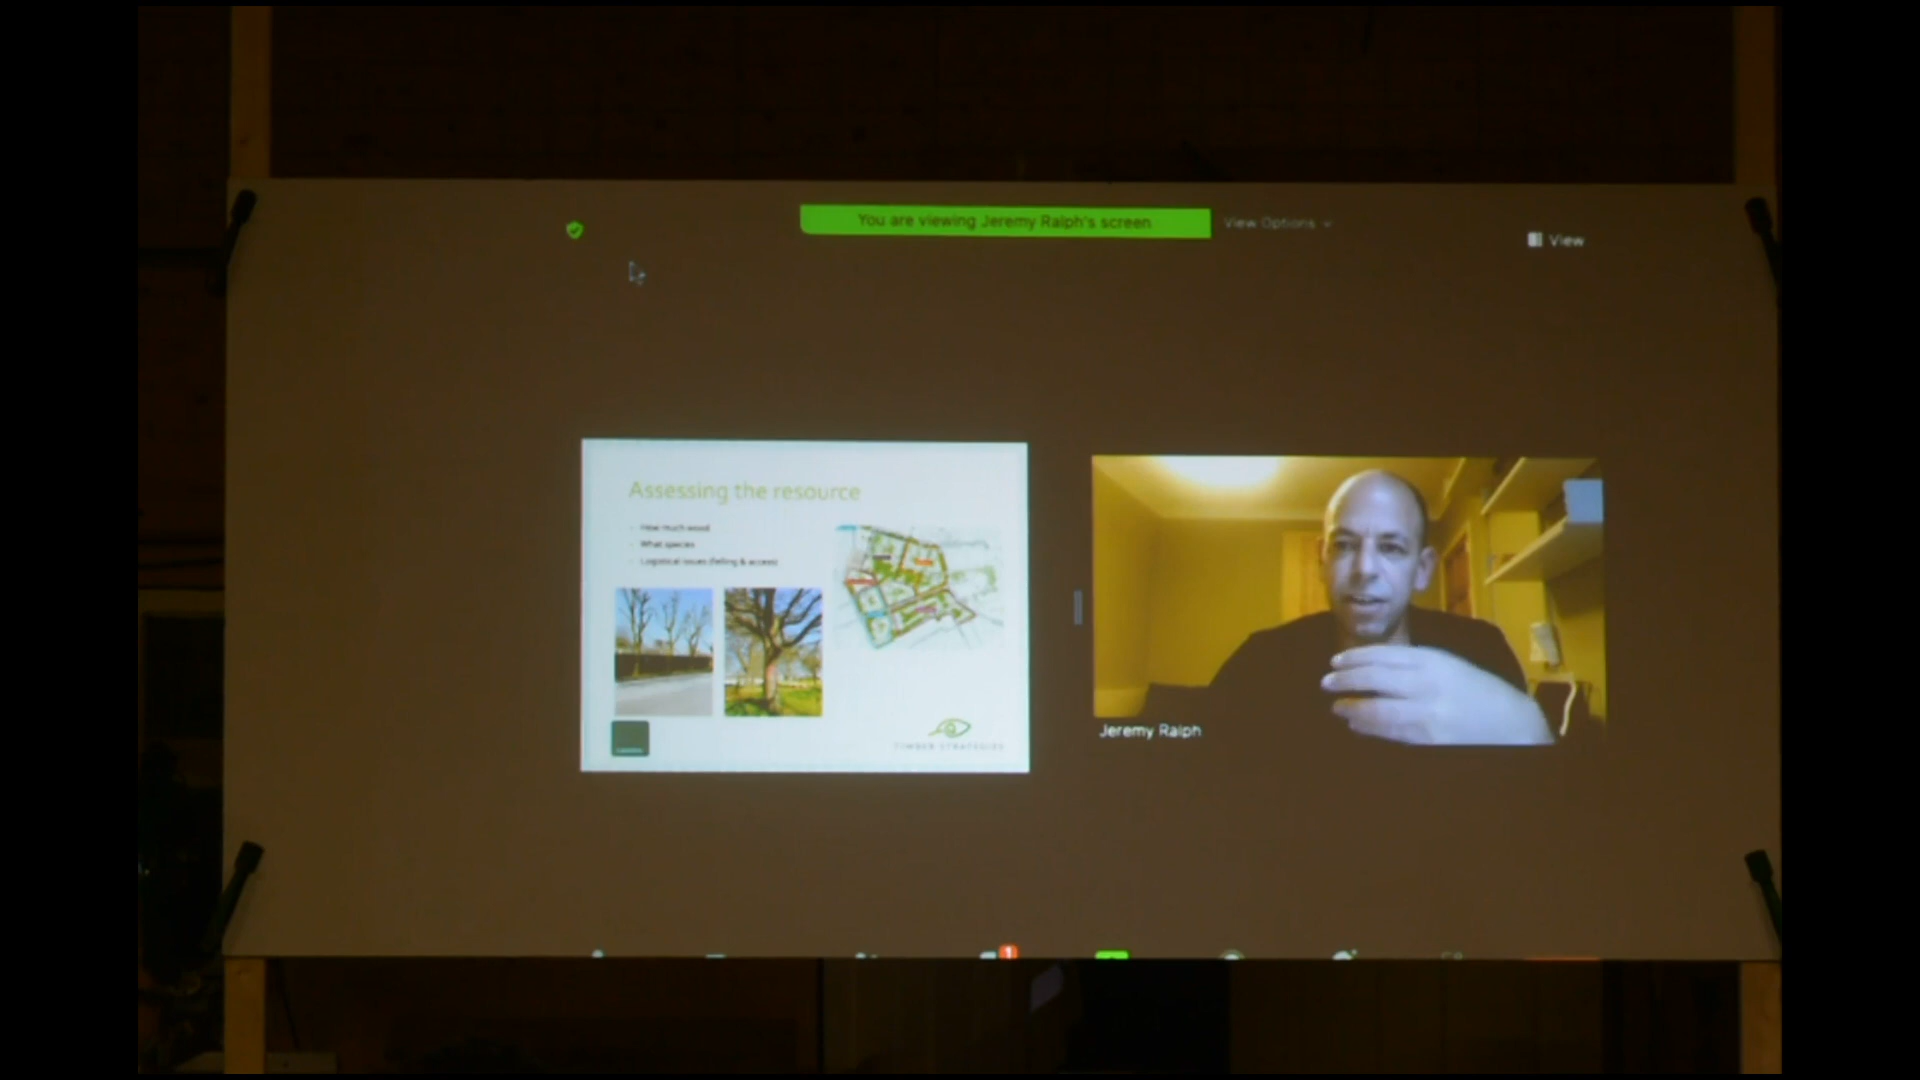 You are viewing Jeremy Ralph's screen
View Options
View
Assessing the resource
- How much wood
- What species
- Logistical issues (felling & access)
TIMBER STRATEGIES
Jeremy Ralph
1